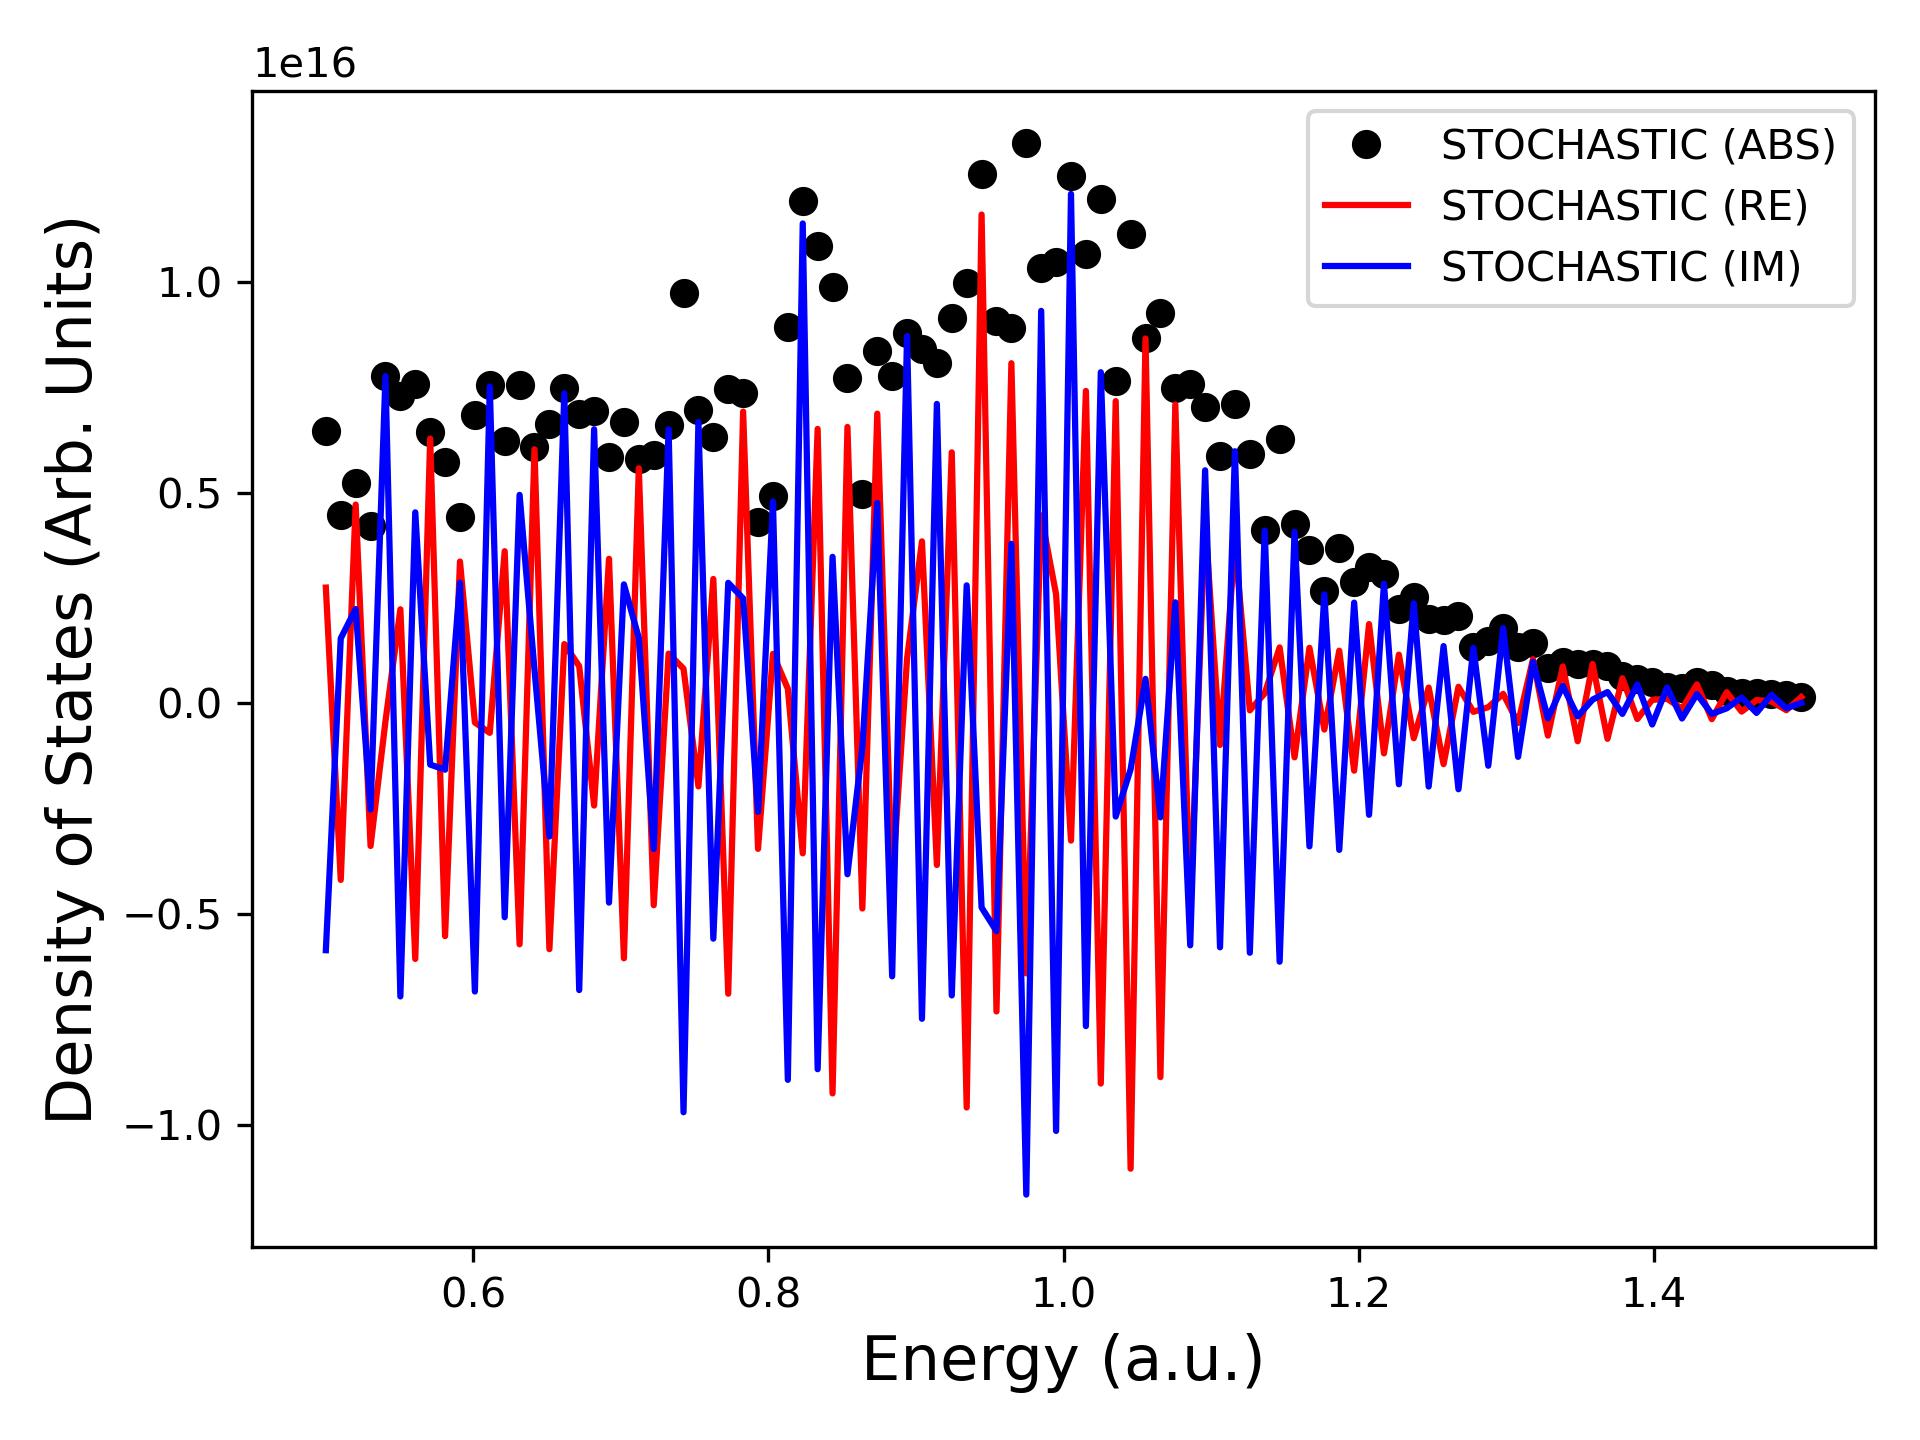 1e16
STOCHASTIC (ABS)
STOCHASTIC (RE)
STOCHASTIC (IM)
1.0
0.5
0.0
−0.5
−1.0
Density of States (Arb. Units)
0.6 0.8 1.0 1.2 1.4
Energy (a.u.)